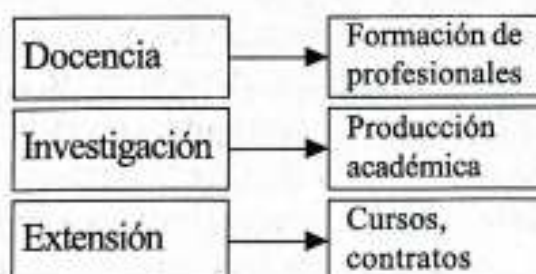 Docencia
Formación de
profesionales
Investigación
Producción
académica
Extensión
Cursos,
contratos